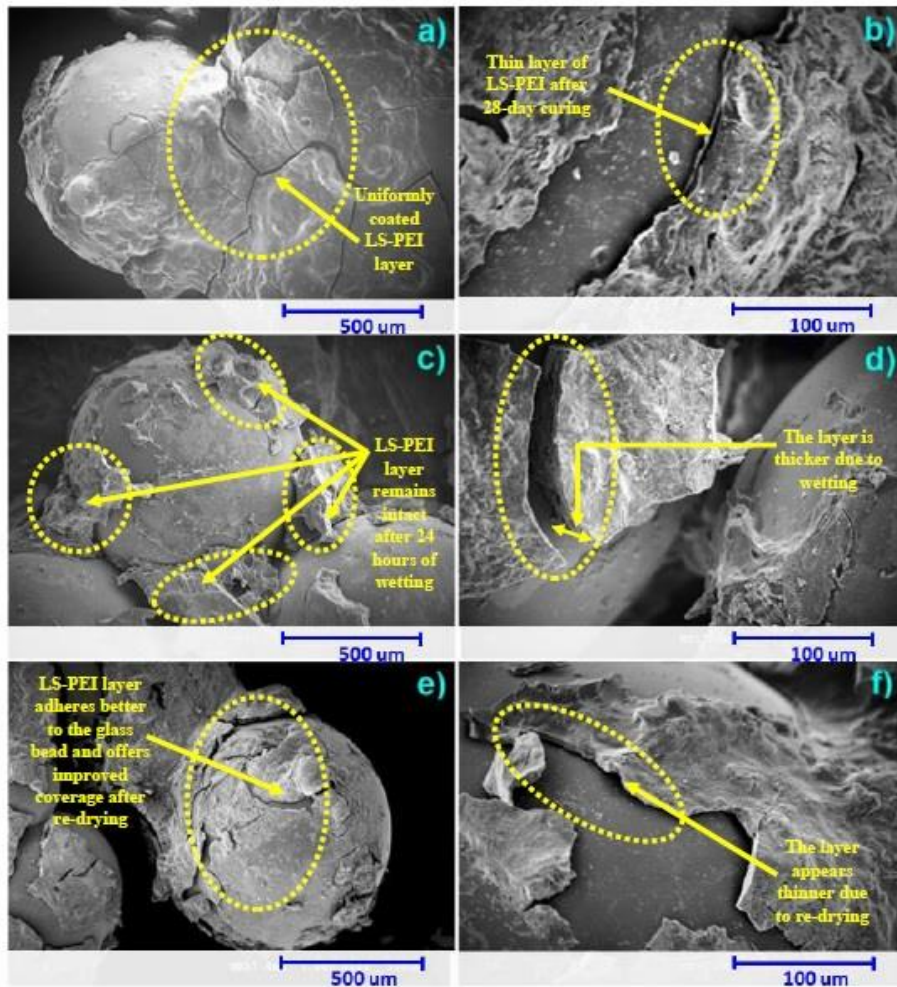 a)
Uniformly
coated
LS-PEI
layer
500 um
b)
Thin layer of
LS-PEI after
28-day curing
100 um
c)
LS-PEI
layer
remains
intact
after 24
hours of
wetting
500 um
d)
The layer is
thicker due to
wetting
100 um
e)
LS-PEI layer
adheres better
to the glass
bead and offers
improved
coverage after
re-drying
500 um
f)
The layer
appears
thinner due
to re-drying
100 um